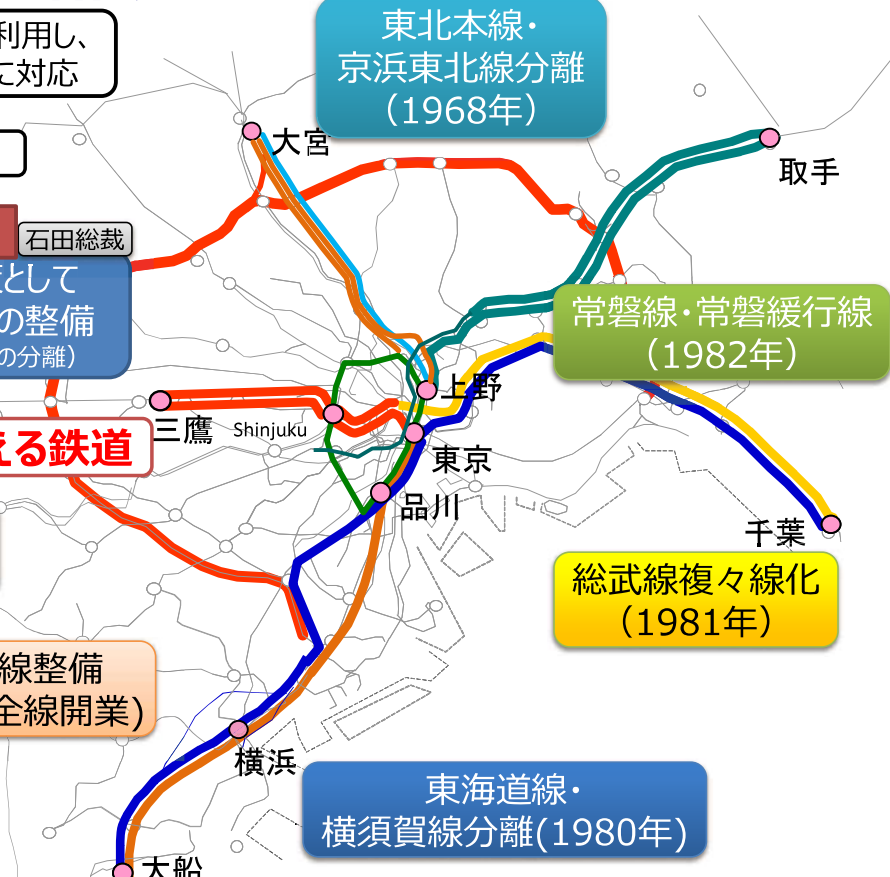 利用し、
に対応
東北本線・
京浜東北線分離
（1968年）
大宮
取手
石田総裁
として
の整備
の分離）
常磐線・常磐緩行線
（1982年）
上野
三鷹
Shinjuku
える鉄道
東京
品川
千葉
総武線複々線化
（1981年）
線整備
全線開業)
横浜
東海道線・
横須賀線分離(1980年)
大船